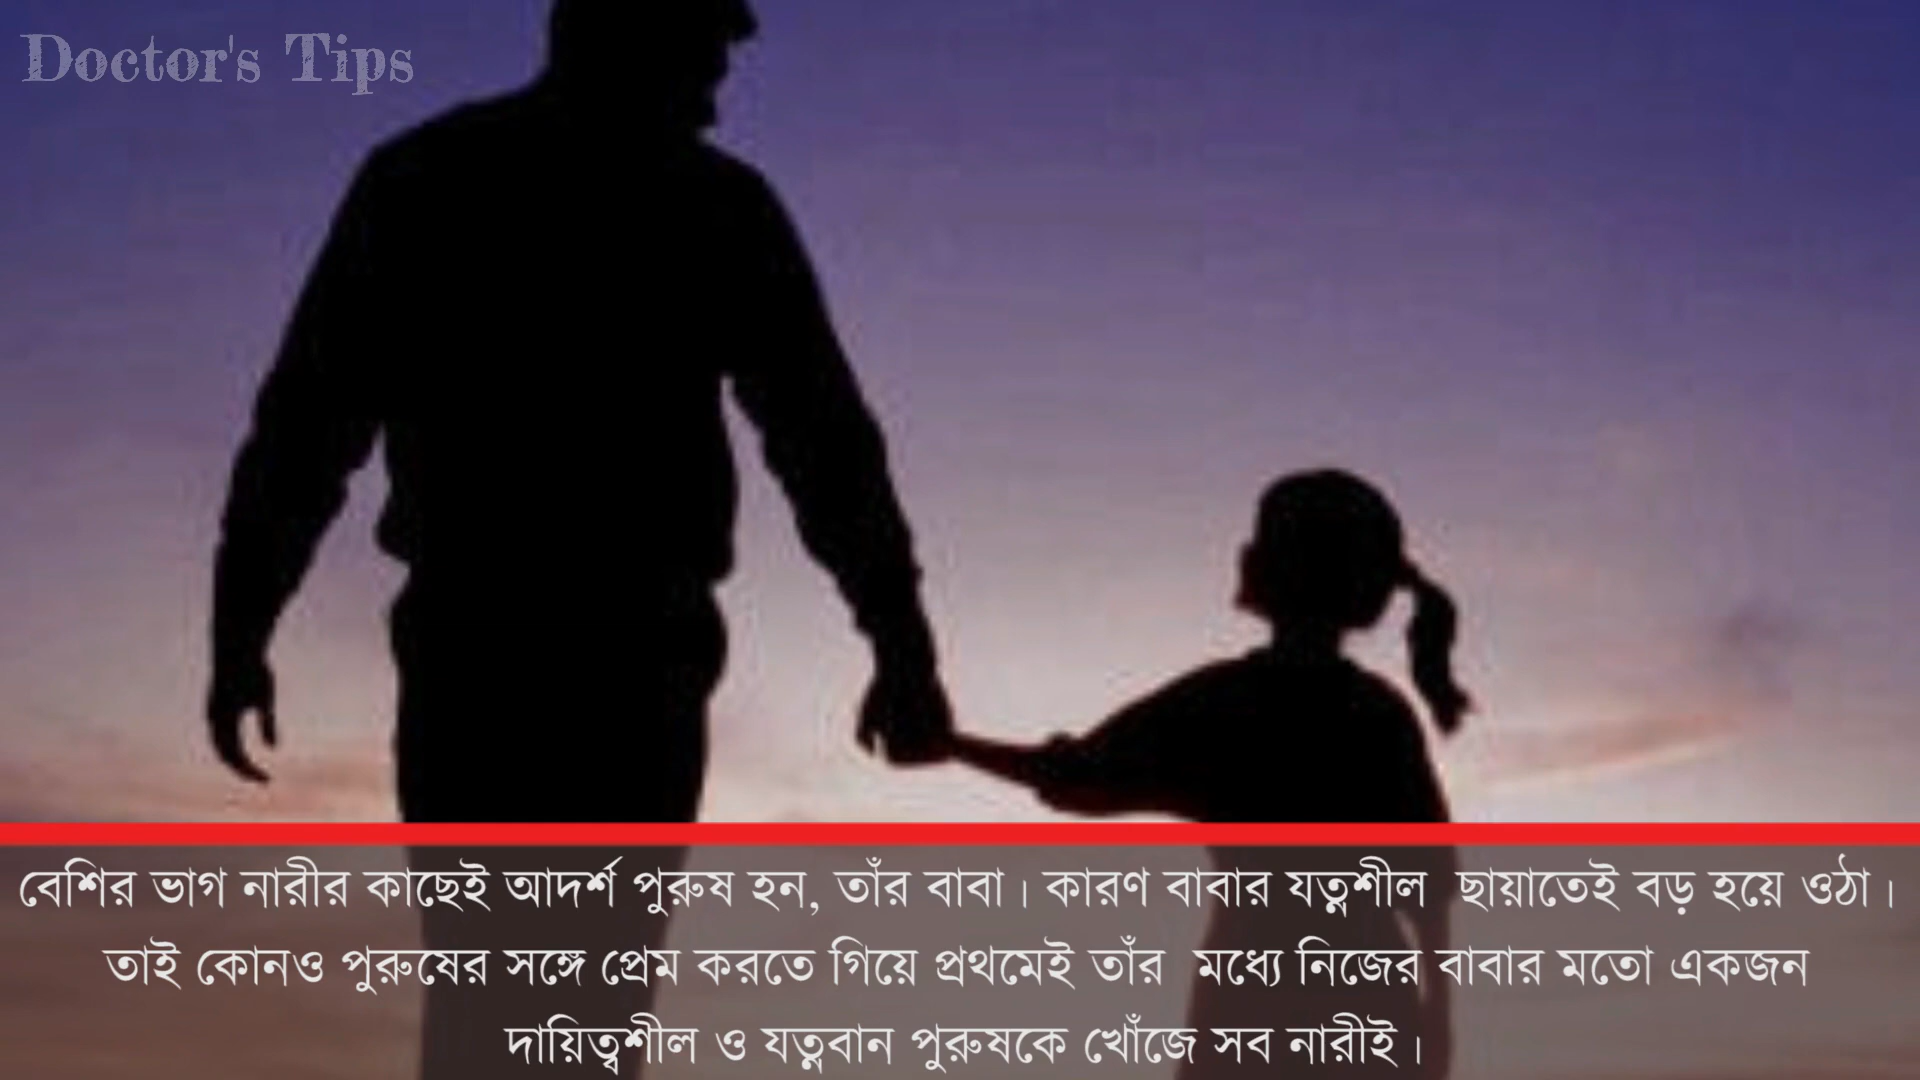 Doctor's Tips
বেশির ভাগ নারীর কাছেই আদর্শ পুরুষ হন, তাঁর বাবা। কারণ বাবার যত্নশীল ছায়াতেই বড় হয়ে ওঠা।
তাই কোনও পুরুষের সঙ্গে প্রেম করতে গিয়ে প্রথমেই তাঁর মধ্যে নিজের বাবার মতো একজন
দায়িত্বশীল ও যত্নবান পুরুষকে খোঁজে সব নারীই।